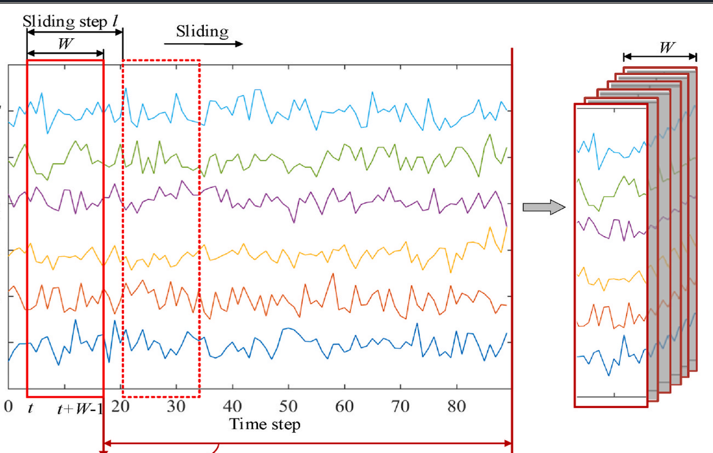 Sliding step l
Sliding
W
W
0 t t+W-1 20 30 40 50 60 70 80
Time step